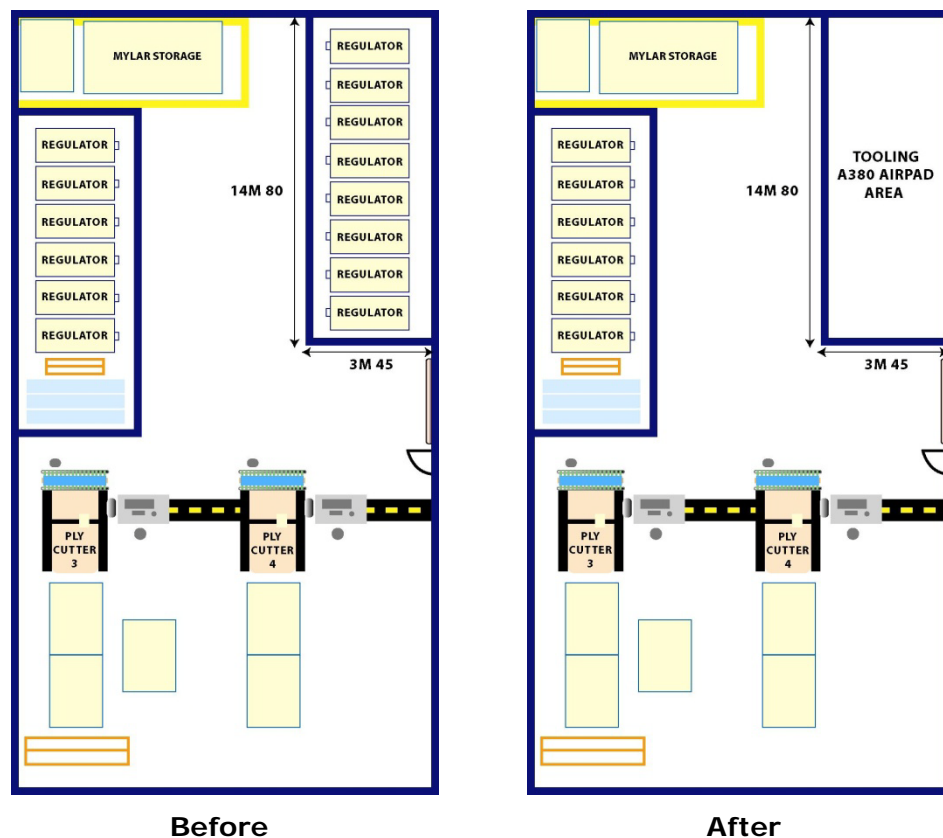 MYLAR STORAGE
REGULATOR
REGULATOR
REGULATOR
REGULATOR
REGULATOR
REGULATOR
REGULATOR
REGULATOR
REGULATOR
REGULATOR
REGULATOR
REGULATOR
REGULATOR
REGULATOR
14M 80
3M 45
PLY
CUTTER
3
PLY
CUTTER
4
Before
MYLAR STORAGE
REGULATOR
REGULATOR
REGULATOR
REGULATOR
REGULATOR
REGULATOR
14M 80
TOOLING
A380 AIRPAD
AREA
3M 45
PLY
CUTTER
3
PLY
CUTTER
4
After